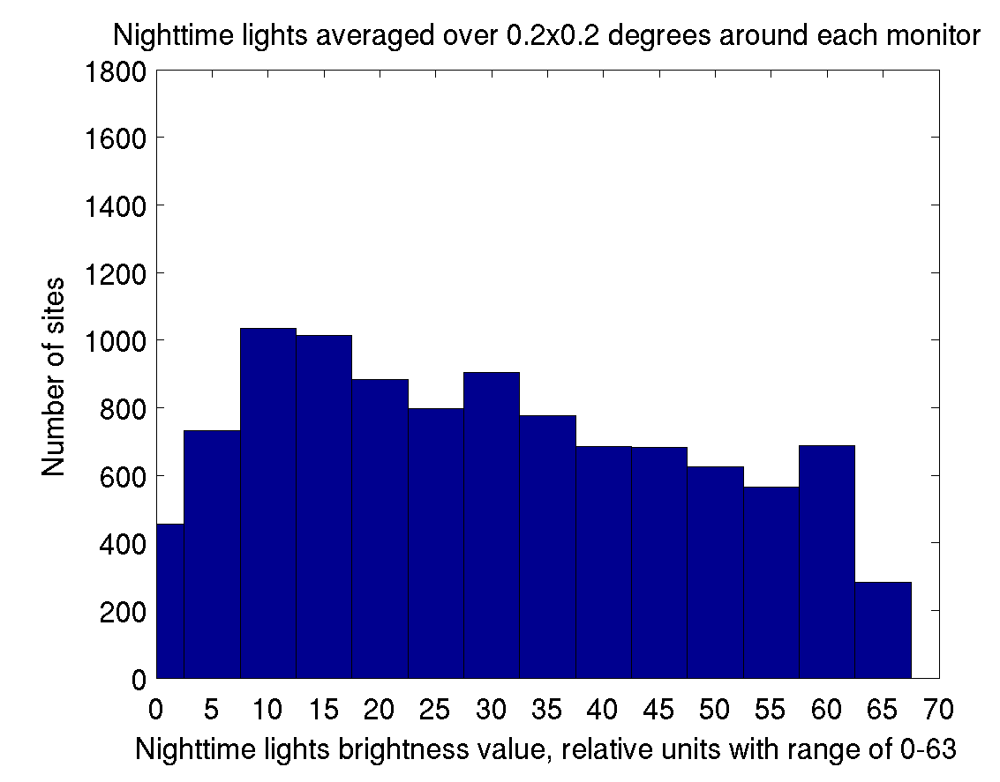 Nighttime lights averaged over 0.2x0.2 degrees around each monitor
1800
1600
1400
1200
1000
800
600
400
200
0
Number of sites
0 5 10 15 20 25 30 35 40 45 50 55 60 65 70
Nighttime lights brightness value, relative units with range of 0-63